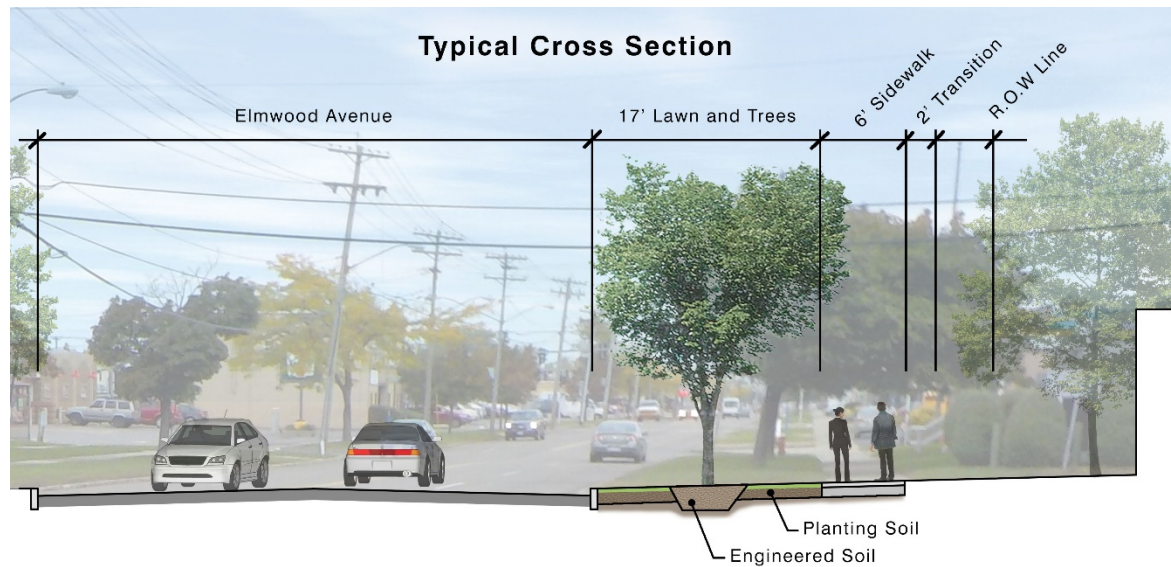 Typical Cross Section
Elmwood Avenue
17' Lawn and Trees
6' Sidewalk
2' Transition
R.O.W Line
Planting Soil
Engineered Soil